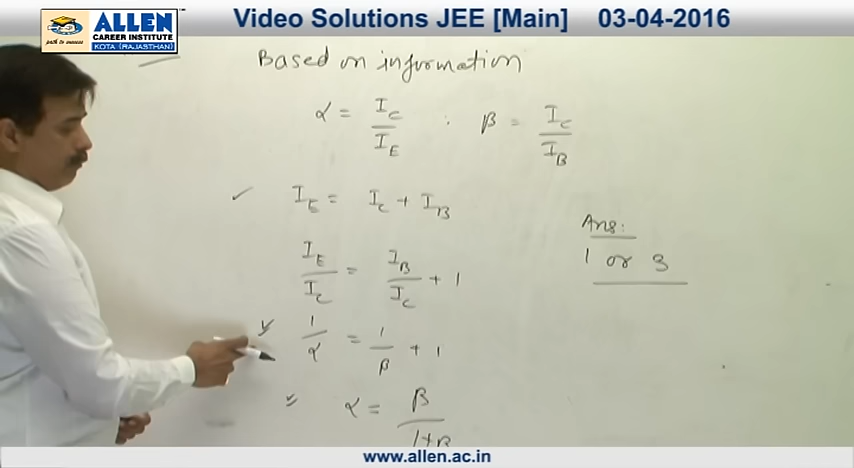 Video Solutions JEE [Main] 03-04-2016
ALLEN
CAREER INSTITUTE
KOTA (RAJASTHAN)
path to success
Based on information
α = I_C / I_E : β = I_C / I_B
I_E = I_C + I_B
Ans:
1 or 3
I_E / I_C = I_B / I_C + 1
1 / α = 1 / β + 1
α = β / 1+β
www.allen.ac.in